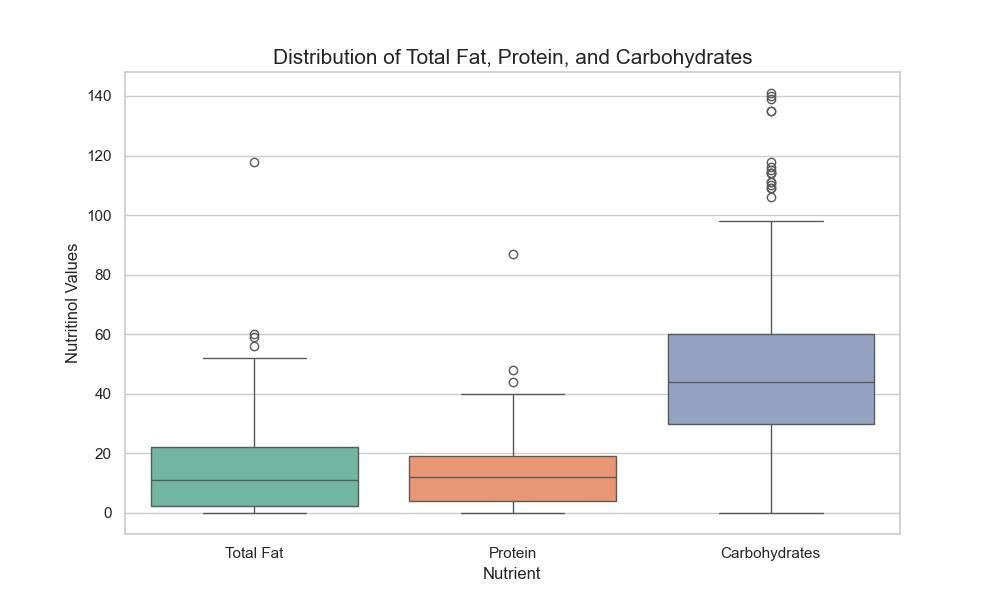 Distribution of Total Fat, Protein, and Carbohydrates
Nutritinol Values
140
120
100
80
60
40
20
0
Total Fat
Protein
Carbohydrates
Nutrient